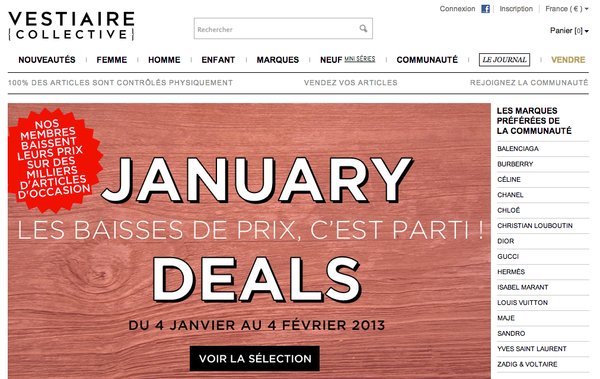 VESTIAIRE
{COLLECTIVE}
Rechercher
Connexion Inscription France ( € )
Panier [0]
NOUVEAUTÉS FEMME HOMME ENFANT MARQUES NEUF MINI SÉRIES COMMUNAUTÉ LE JOURNAL VENDRE
100% DES ARTICLES SONT CONTRÔLÉS PHYSIQUEMENT VENDEZ VOS ARTICLES REJOIGNEZ LA COMMUNAUTÉ
NOS
MEMBRES
BAISSENT
LEURS PRIX
SUR DES
MILLIERS
D'ARTICLES
D'OCCASION
JANUARY
LES BAISSES DE PRIX, C'EST PARTI !
DEALS
DU 4 JANVIER AU 4 FÉVRIER 2013
VOIR LA SÉLECTION
LES MARQUES
PRÉFÉRÉES DE
LA COMMUNAUTÉ
BALENCIAGA
BURBERRY
CÉLINE
CHANEL
CHLOÉ
CHRISTIAN LOUBOUTIN
DIOR
GUCCI
HERMÈS
ISABEL MARANT
LOUIS VUITTON
MAJE
SANDRO
YVES SAINT LAURENT
ZADIG & VOLTAIRE